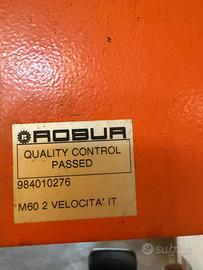 ROBUR
QUALITY CONTROL
PASSED
984010276
M60 2 VELOCITA' IT
subito